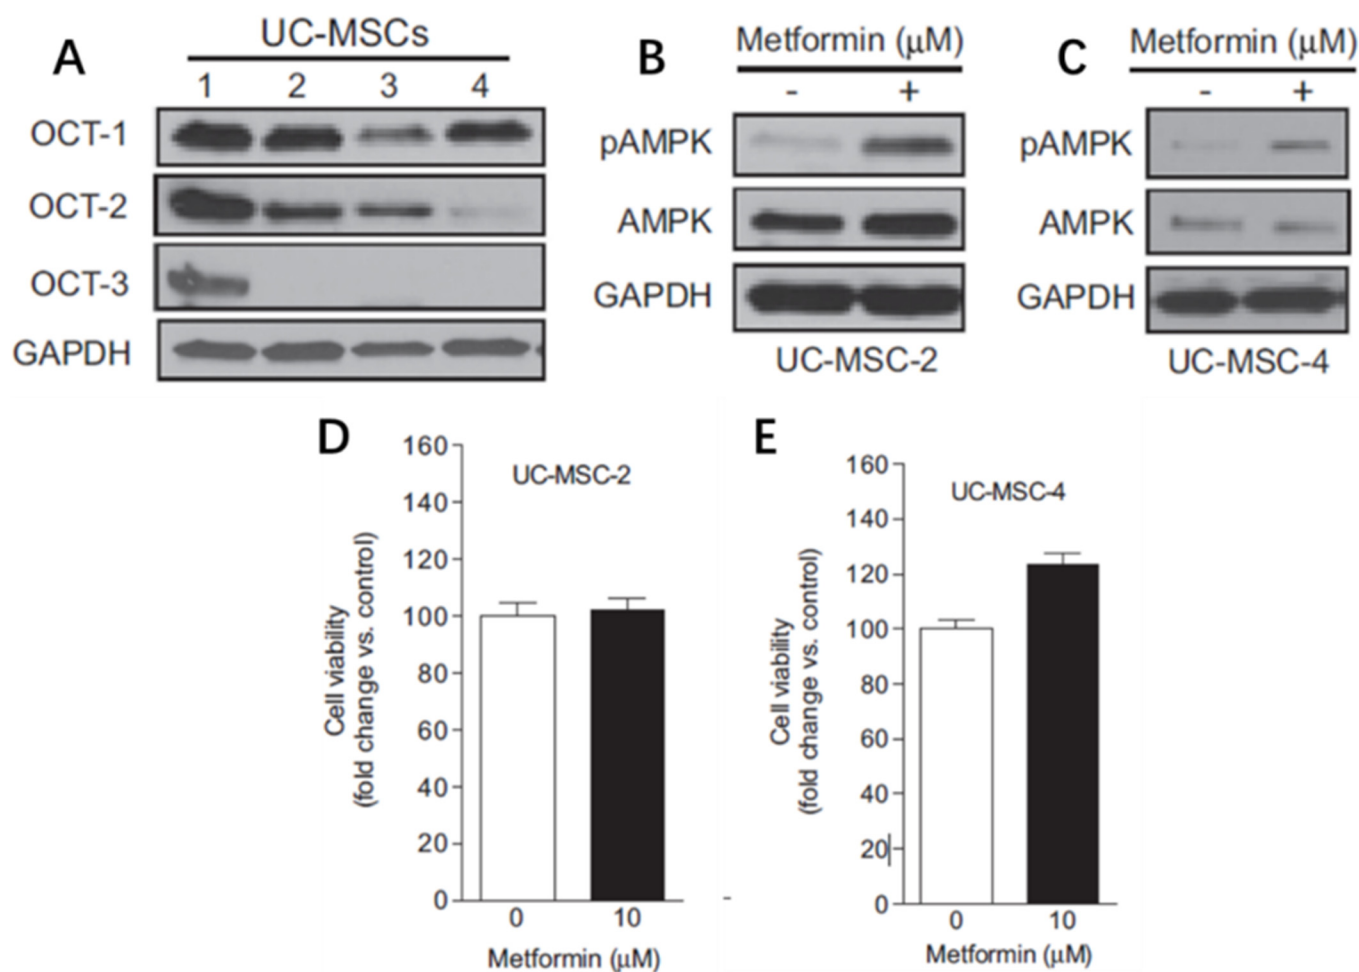 A
UC-MSCs
1 2 3 4
OCT-1
OCT-2
OCT-3
GAPDH
B
Metformin (μM)
- +
pAMPK
AMPK
GAPDH
UC-MSC-2
C
Metformin (μM)
- +
pAMPK
AMPK
GAPDH
UC-MSC-4
D
UC-MSC-2
Cell viability
(fold change vs. control)
160
140
120
100
80
60
40
20
0
0 10
Metformin (μM)
E
UC-MSC-4
Cell viability
(fold change vs. control)
160
140
120
100
80
60
40
20
0
0 10
Metformin (μM)